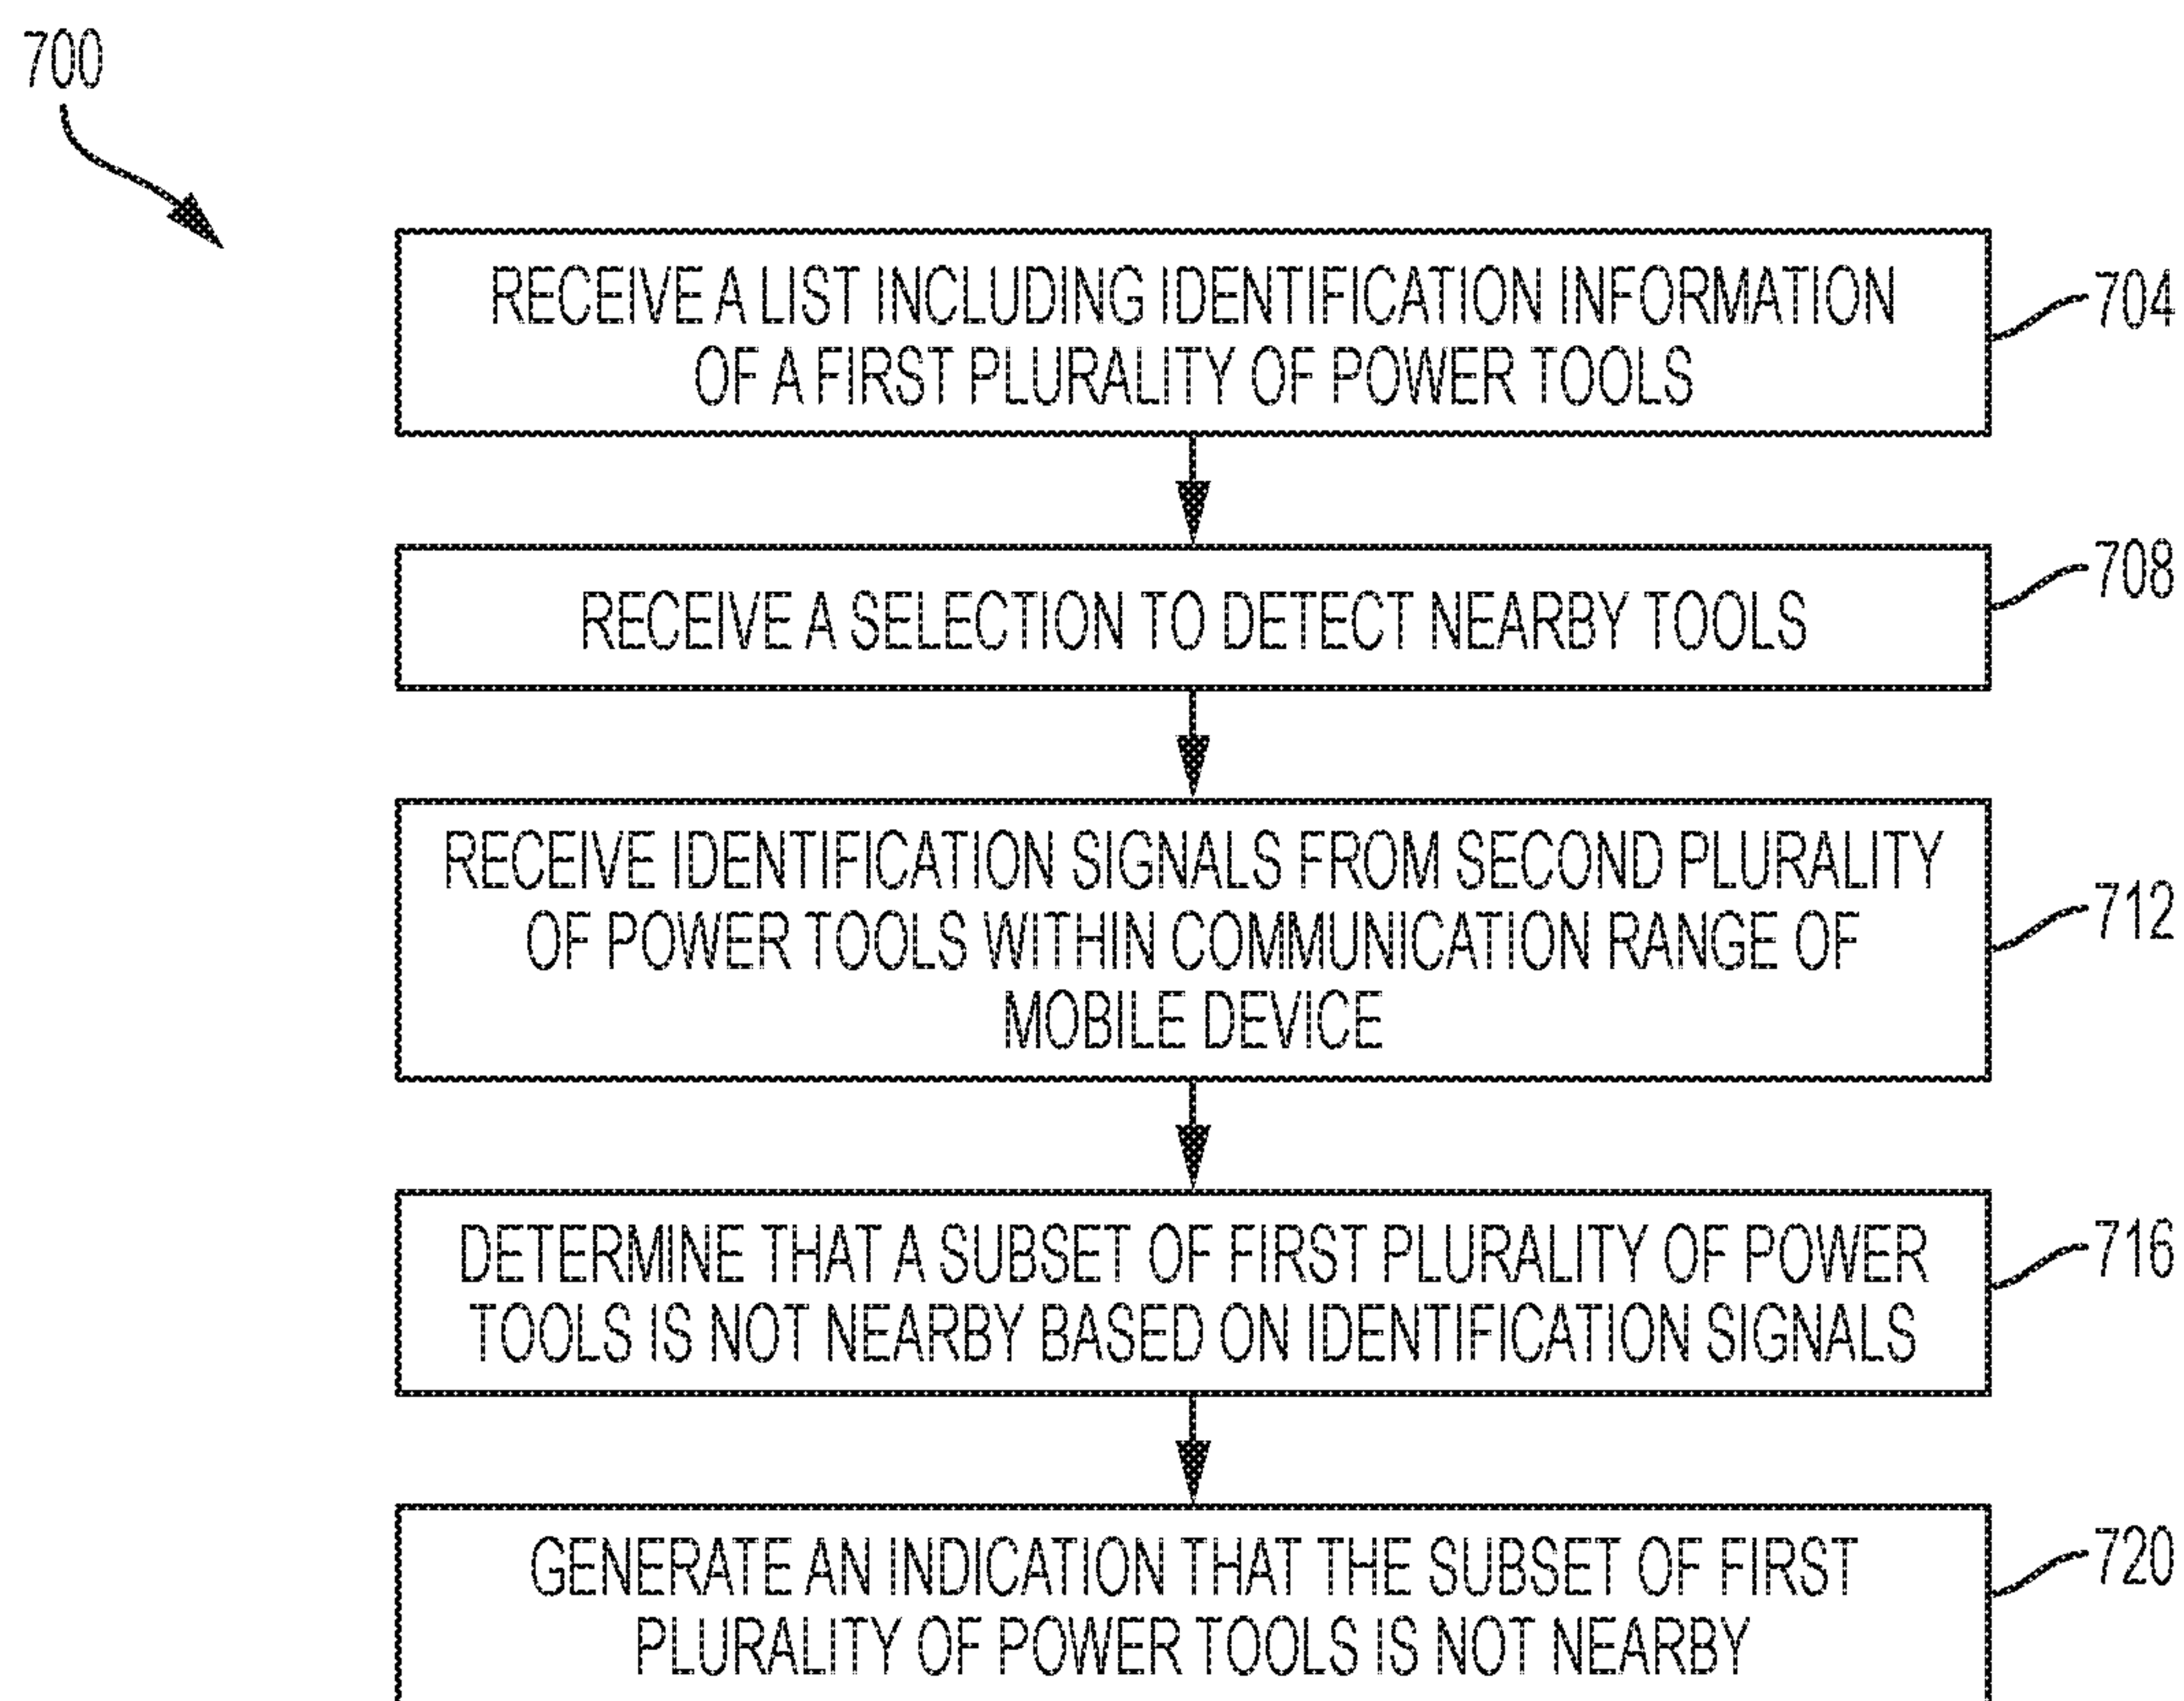 700
RECEIVE A LIST INCLUDING IDENTIFICATION INFORMATION
OF A FIRST PLURALITY OF POWER TOOLS
704
RECEIVE A SELECTION TO DETECT NEARBY TOOLS
708
RECEIVE IDENTIFICATION SIGNALS FROM SECOND PLURALITY
OF POWER TOOLS WITHIN COMMUNICATION RANGE OF
MOBILE DEVICE
712
DETERMINE THAT A SUBSET OF FIRST PLURALITY OF POWER
TOOLS IS NOT NEARBY BASED ON IDENTIFICATION SIGNALS
716
GENERATE AN INDICATION THAT THE SUBSET OF FIRST
PLURALITY OF POWER TOOLS IS NOT NEARBY
720